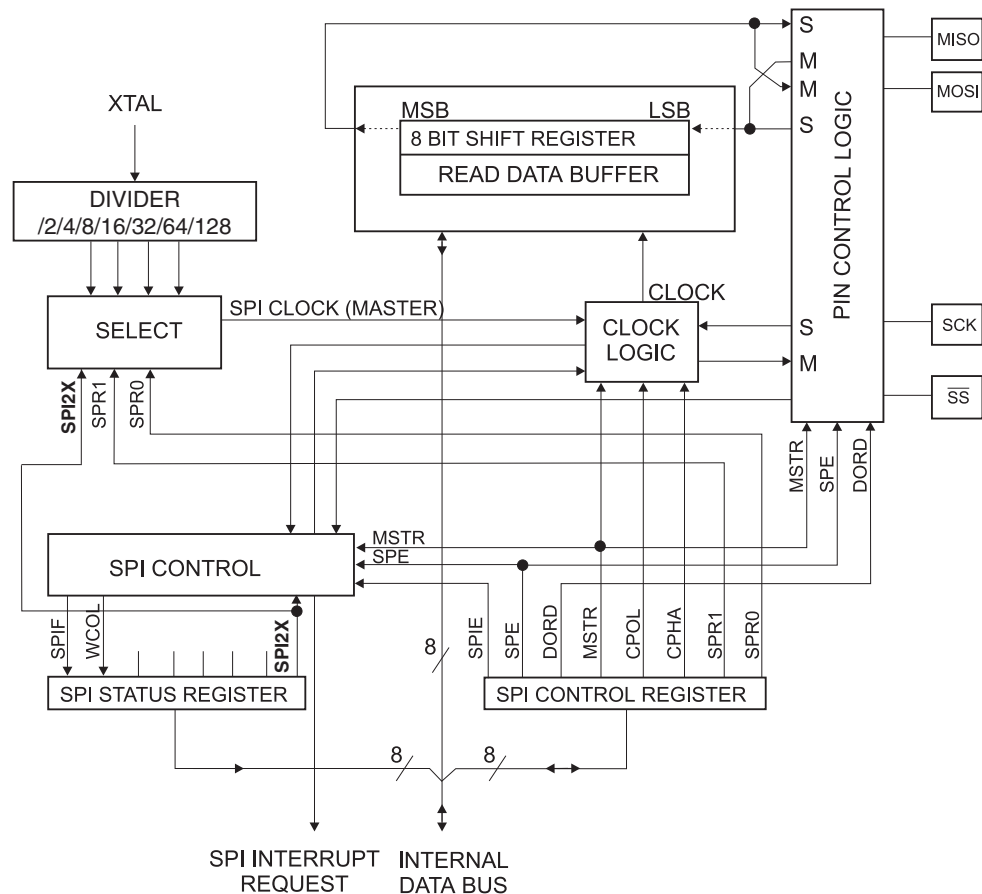 S
MISO
M
M
MOSI
XTAL
MSB
LSB
S
8 BIT SHIFT REGISTER
READ DATA BUFFER
PIN CONTROL LOGIC
DIVIDER
/2/4/8/16/32/64/128
SPI CLOCK (MASTER)
CLOCK
SELECT
CLOCK
LOGIC
S
M
SCK
SS
SPI2X
SPR1
SPR0
MSTR
SPE
DORD
MSTR
SPE
SPI CONTROL
SPIF
WCOL
SPI2X
8
SPIE
SPE
DORD
MSTR
CPOL
CPHA
SPR1
SPR0
SPI STATUS REGISTER
SPI CONTROL REGISTER
8
8
SPI INTERRUPT
REQUEST
INTERNAL
DATA BUS